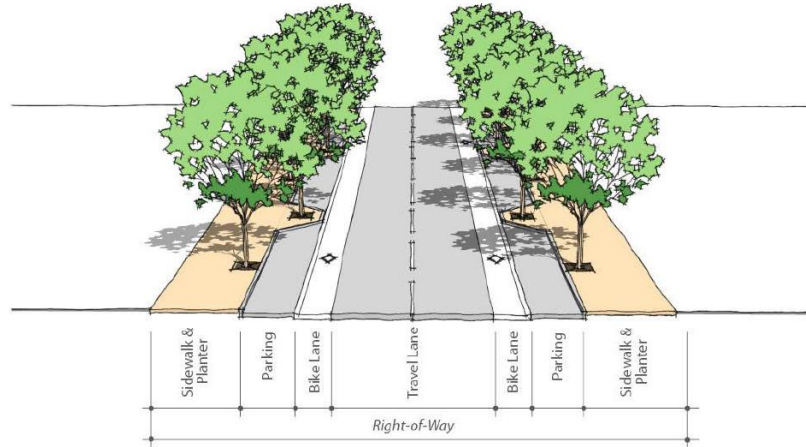 Sidewalk &
Planter
Parking
Bike Lane
Travel Lane
Bike Lane
Parking
Sidewalk &
Planter
Right-of-Way